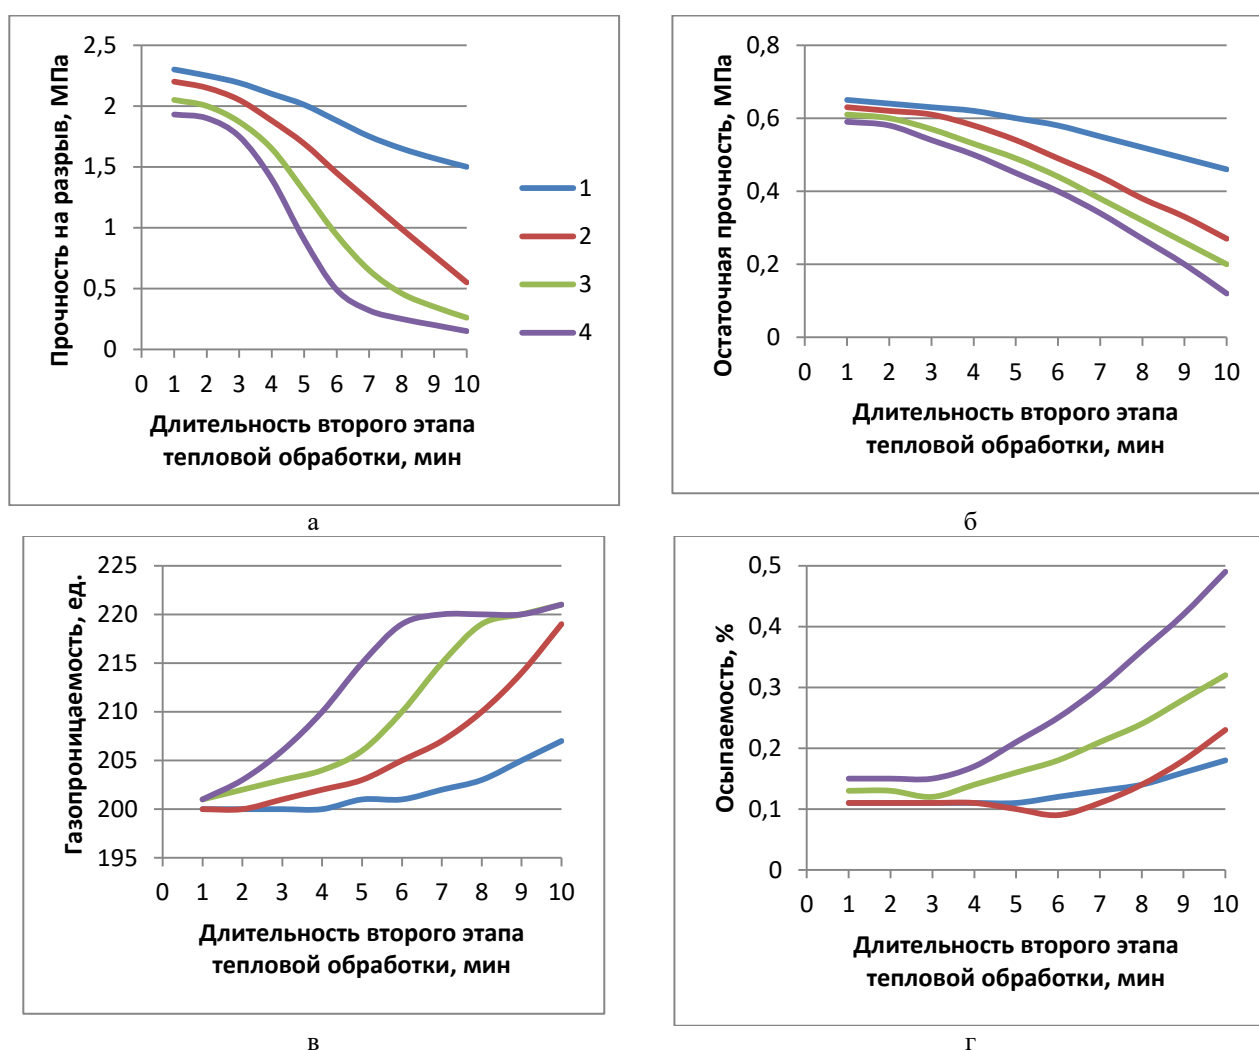 Прочность на разрыв, МПа
2,5
2
1,5
1
0,5
0
0 1 2 3 4 5 6 7 8 9 10
Длительность второго этапа
тепловой обработки, мин
1
2
3
4
а
Остаточная прочность, МПа
0,8
0,6
0,4
0,2
0
0 1 2 3 4 5 6 7 8 9 10
Длительность второго этапа
тепловой обработки, мин
б
Газопроницаемость, ед.
225
220
215
210
205
200
195
0 1 2 3 4 5 6 7 8 9 10
Длительность второго этапа
тепловой обработки, мин
в
Осыпаемость, %
0,5
0,4
0,3
0,2
0,1
0
0 1 2 3 4 5 6 7 8 9 10
Длительность второго этапа
тепловой обработки, мин
г